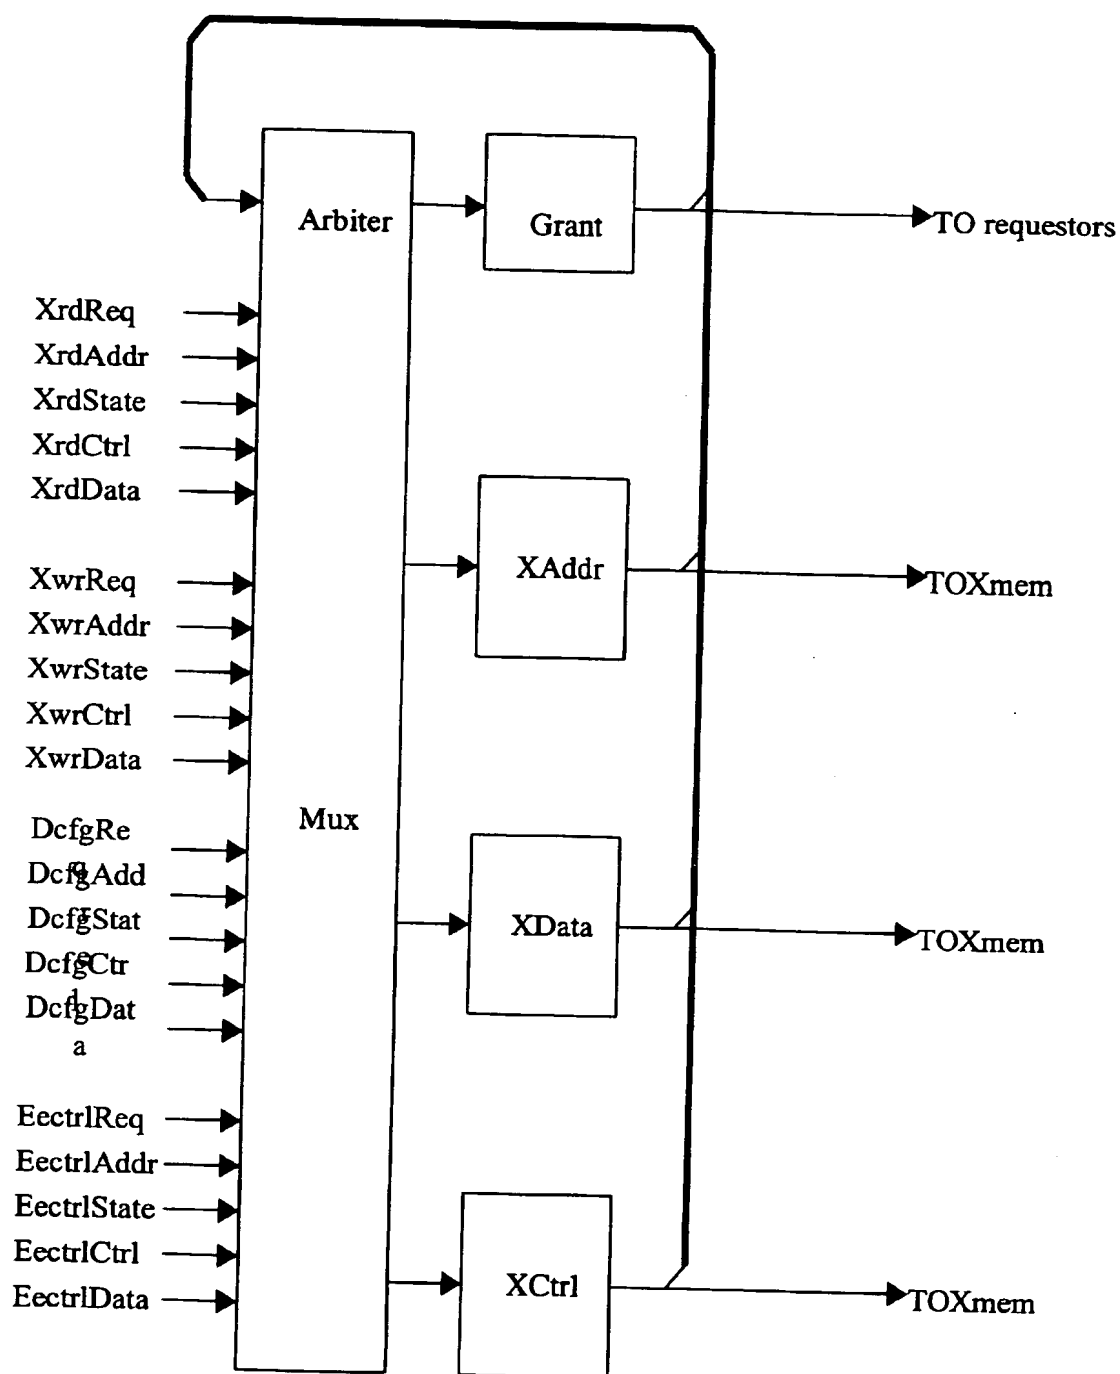 Arbiter
Grant
TO requestors
XrdReq
XrdAddr
XrdState
XrdCtrl
XrdData
XAddr
TOXmem
XwrReq
XwrAddr
XwrState
XwrCtrl
XwrData
Mux
DcfgRe
q
DcfgAdd
r
DcfgStat
e
DcfgCtr
l
DcfgDat
a
XData
TOXmem
EectrlReq
EectrlAddr
EectrlState
EectrlCtrl
EectrlData
XCtrl
TOXmem